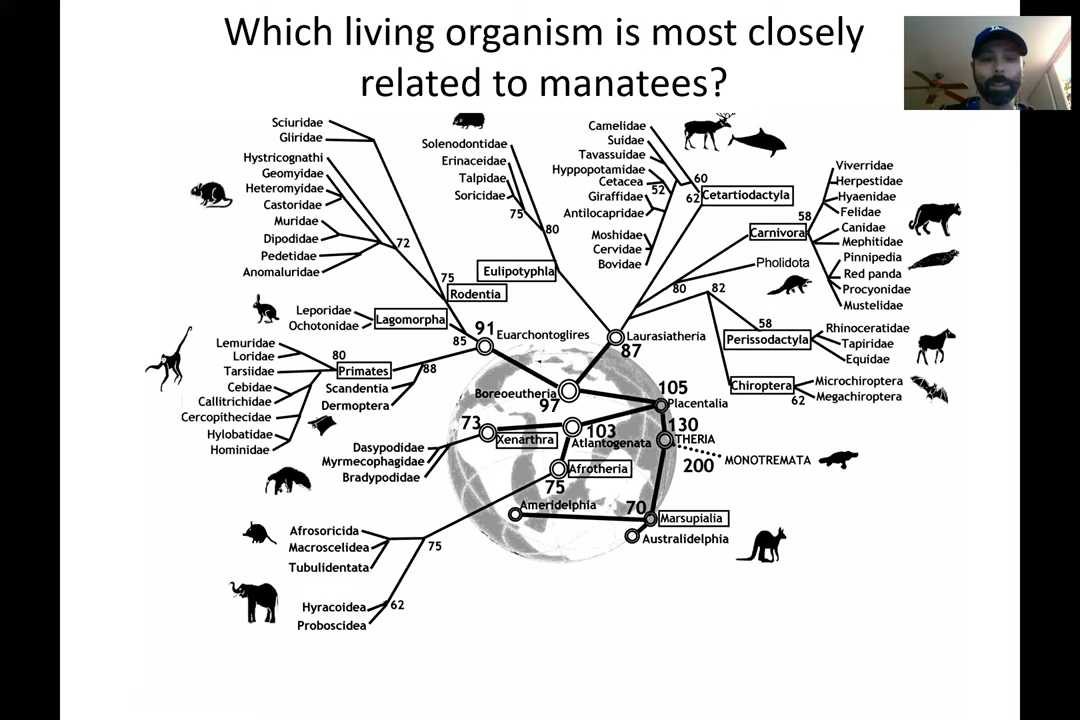 Which living organism is most closely
related to manatees?
Sciuridae
Gliridae
Hystricognathi
Geomyidae
Heteromyidae
Castoridae
Muridae
Dipodidae
Pedetidae
Anomaluridae
72
75
Rodentia
Leporidae
Ochotonidae
Lagomorpha
85
91
Euarchontoglires
Lemuridae
Loridae
Tarsiidae
Cebidae
Callitrichidae
Cercopithecidae
Hylobatidae
Hominidae
80
Primates
Scandentia
Dermoptera
88
Solenodontidae
Erinaceidae
Talpidae
Soricidae
75
80
Eulipotyphla
Camelidae
Suidae
Tavassuidae
Hyppopotamidae
Cetacea
Giraffidae
Antilocapridae
Moshidae
Cervidae
Bovidae
52
60
62
Cetartiodactyla
Viverridae
Herpestidae
Hyaenidae
Felidae
Canidae
Mephitidae
Pinnipedia
Red panda
Procyonidae
Mustelidae
58
Carnivora
Pholidota
80
82
58
Perissodactyla
Rhinoceratidae
Tapiridae
Equidae
Chiroptera
62
Microchiroptera
Megachiroptera
Laurasiatheria
87
Boreoeutheria
97
105
Placentalia
130
THERIA
200
MONOTREMATA
73
Xenarthra
103
Atlantogenata
Dasypodidae
Myrmecophagidae
Bradypodidae
Afrotheria
75
Ameridelphia
70
Marsupialia
Australidelphia
Afrosoricida
Macroscelidea
Tubulidentata
75
Hyracoidea
Proboscidea
62